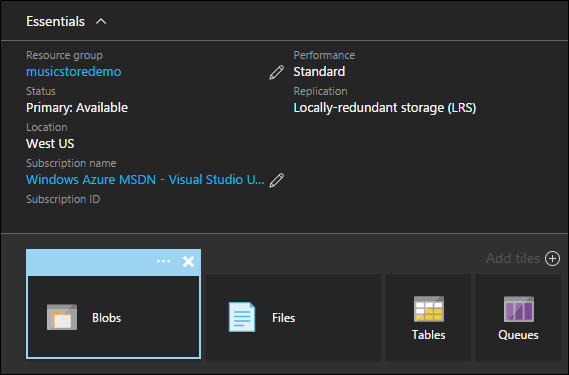 Essentials
Resource group
musicstoredemo
Performance
Standard
Status
Primary: Available
Replication
Locally-redundant storage (LRS)
Location
West US
Subscription name
Windows Azure MSDN - Visual Studio U...
Subscription ID
Add tiles
Blobs
Files
Tables
Queues